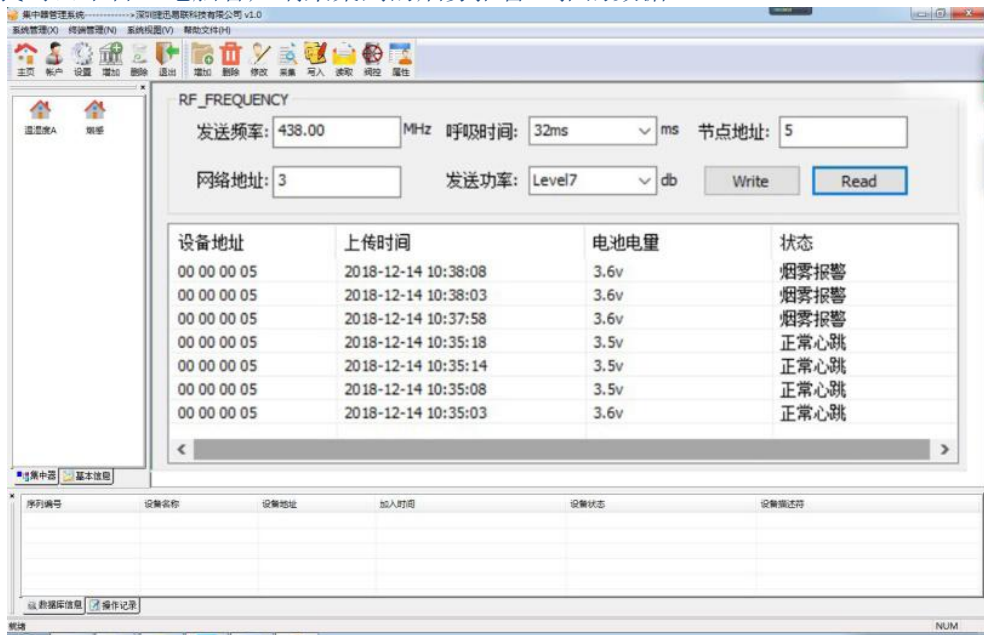 集中器管理系统------------>深圳捷迅易联科技有限公司 v1.0
系统管理(X) 终端管理(N) 系统视图(V) 帮助文件(H)
主页 帐户 设置 增加 删除 退出 增加 删除 修改 采集 写入 读取 阀控 属性
温湿度A 烟感
RF_FREQUENCY
发送频率: 438.00 MHz 呼吸时间: 32ms ms 节点地址: 5
网络地址: 3 发送功率: Level7 db Write Read
设备地址 上传时间 电池电量 状态
00 00 00 05 2018-12-14 10:38:08 3.6v 烟雾报警
00 00 00 05 2018-12-14 10:38:03 3.6v 烟雾报警
00 00 00 05 2018-12-14 10:37:58 3.6v 烟雾报警
00 00 00 05 2018-12-14 10:35:18 3.5v 正常心跳
00 00 00 05 2018-12-14 10:35:14 3.5v 正常心跳
00 00 00 05 2018-12-14 10:35:08 3.5v 正常心跳
00 00 00 05 2018-12-14 10:35:03 3.6v 正常心跳
集中器 基本信息
序列编号 设备名称 设备地址 加入时间 设备状态 设备描述符
数据库信息 操作记录
就绪 NUM